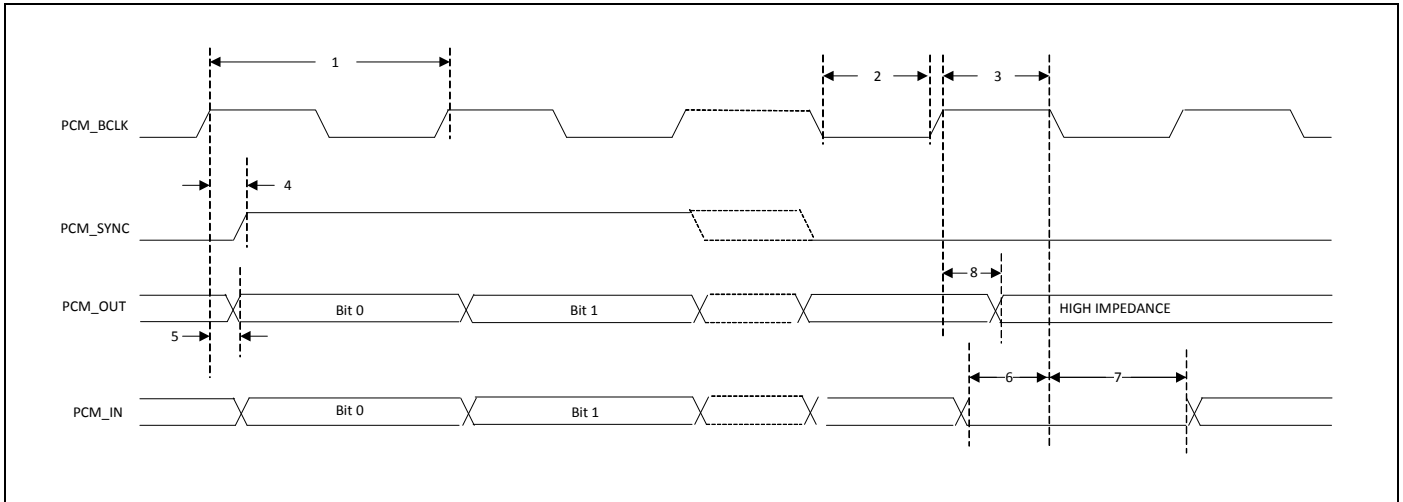 1
2
3
PCM_BCLK
4
PCM_SYNC
8
PCM_OUT
Bit 0
Bit 1
HIGH IMPEDANCE
5
6
7
PCM_IN
Bit 0
Bit 1